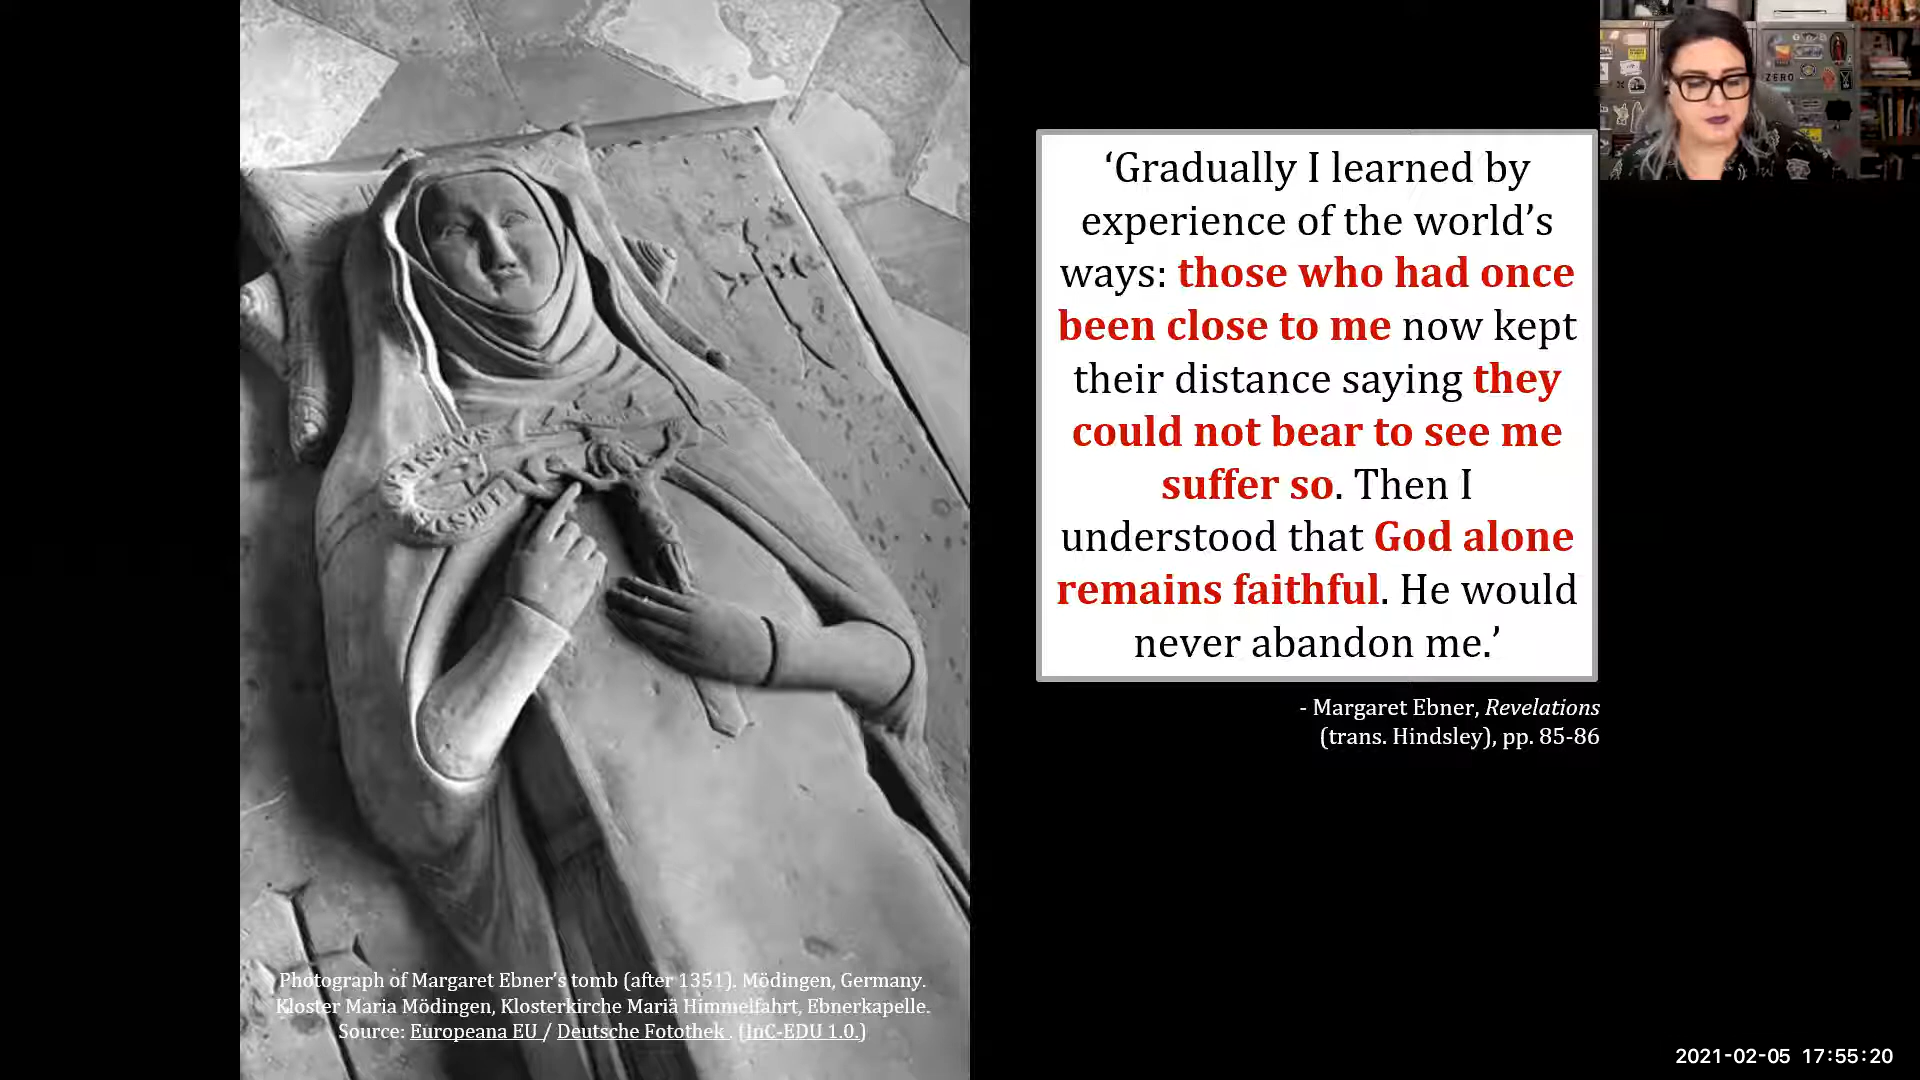 ‘Gradually I learned by
experience of the world’s
ways: those who had once
been close to me now kept
their distance saying they
could not bear to see me
suffer so. Then I
understood that God alone
remains faithful. He would
never abandon me.’
- Margaret Ebner, Revelations
(trans. Hindsley), pp. 85-86
Photograph of Margaret Ebner’s tomb (after 1351). Mödingen, Germany.
Kloster Maria Mödingen, Klosterkirche Mariä Himmelfahrt, Ebnerkapelle.
Source: Europeana EU / Deutsche Fotothek . (InC-EDU 1.0.)
ZERO
2021-02-05 17:55:20